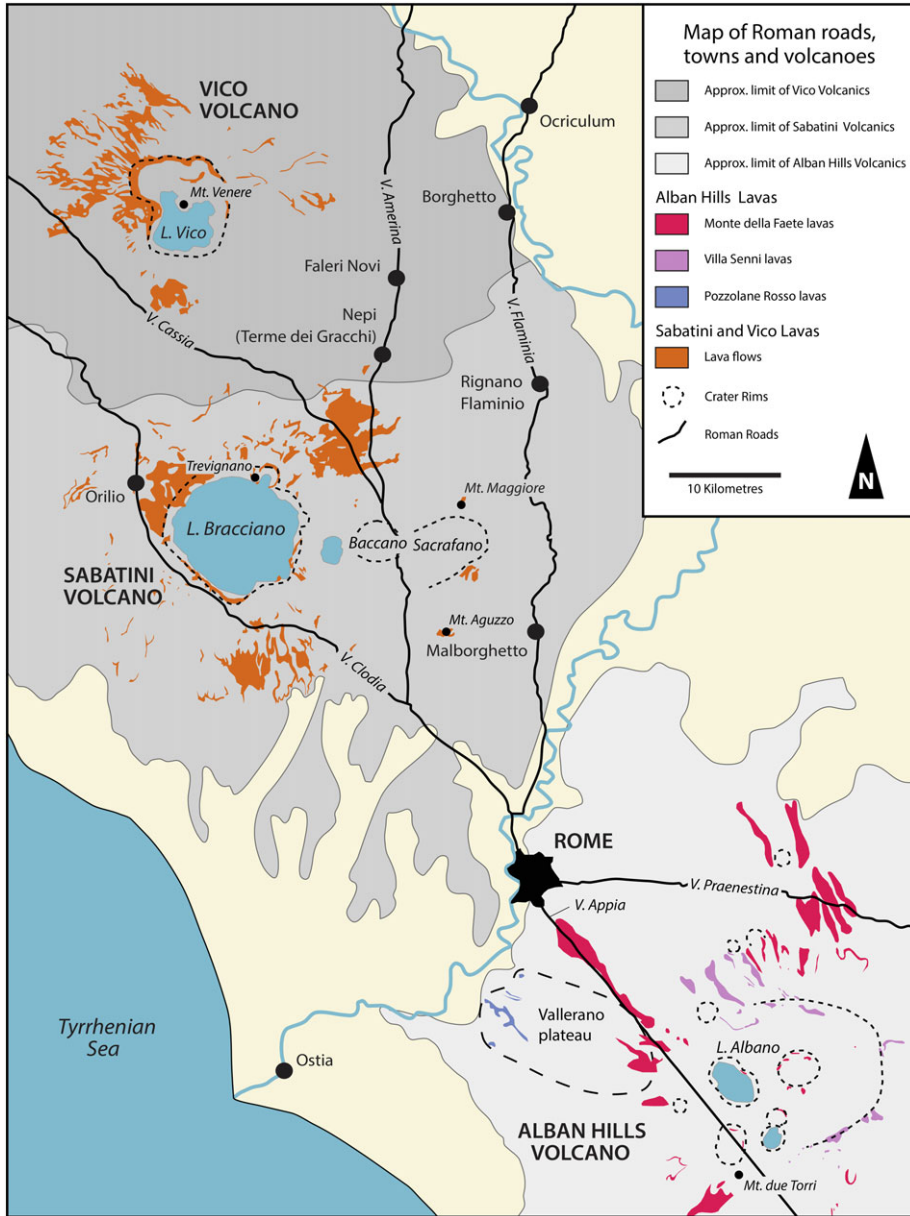 Map of Roman roads,
towns and volcanoes
Approx. limit of Vico Volcanics
Approx. limit of Sabatini Volcanics
Approx. limit of Alban Hills Volcanics
Alban Hills Lavas
Monte della Faete lavas
Villa Senni lavas
Pozzolane Rosso lavas
Sabatini and Vico Lavas
Lava flows
Crater Rims
Roman Roads
10 Kilometres
N
VICO
VOLCANO
Mt. Venere
L. Vico
V. Amerina
Ocriculum
Borghetto
Faleri Novi
Nepi
(Terme dei Gracchi)
V. Cassia
V. Flaminia
Rignano
Flaminio
Trevignano
Orilio
L. Bracciano
Mt. Maggiore
Baccano
Sacrafano
SABATINI
VOLCANO
Mt. Aguzzo
Malborghetto
V. Clodia
ROME
V. Praenestina
V. Appia
Vallerano
plateau
Tyrrhenian
Sea
Ostia
L. Albano
ALBAN HILLS
VOLCANO
Mt. due Torri